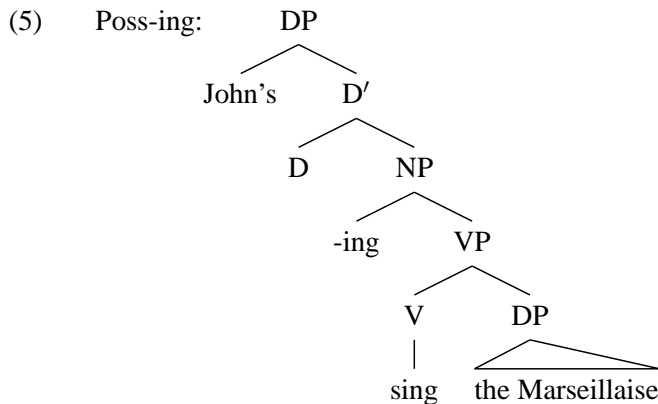 (5) Poss-ing: DP
John's D′
D NP
-ing VP
V DP
sing the Marseillaise